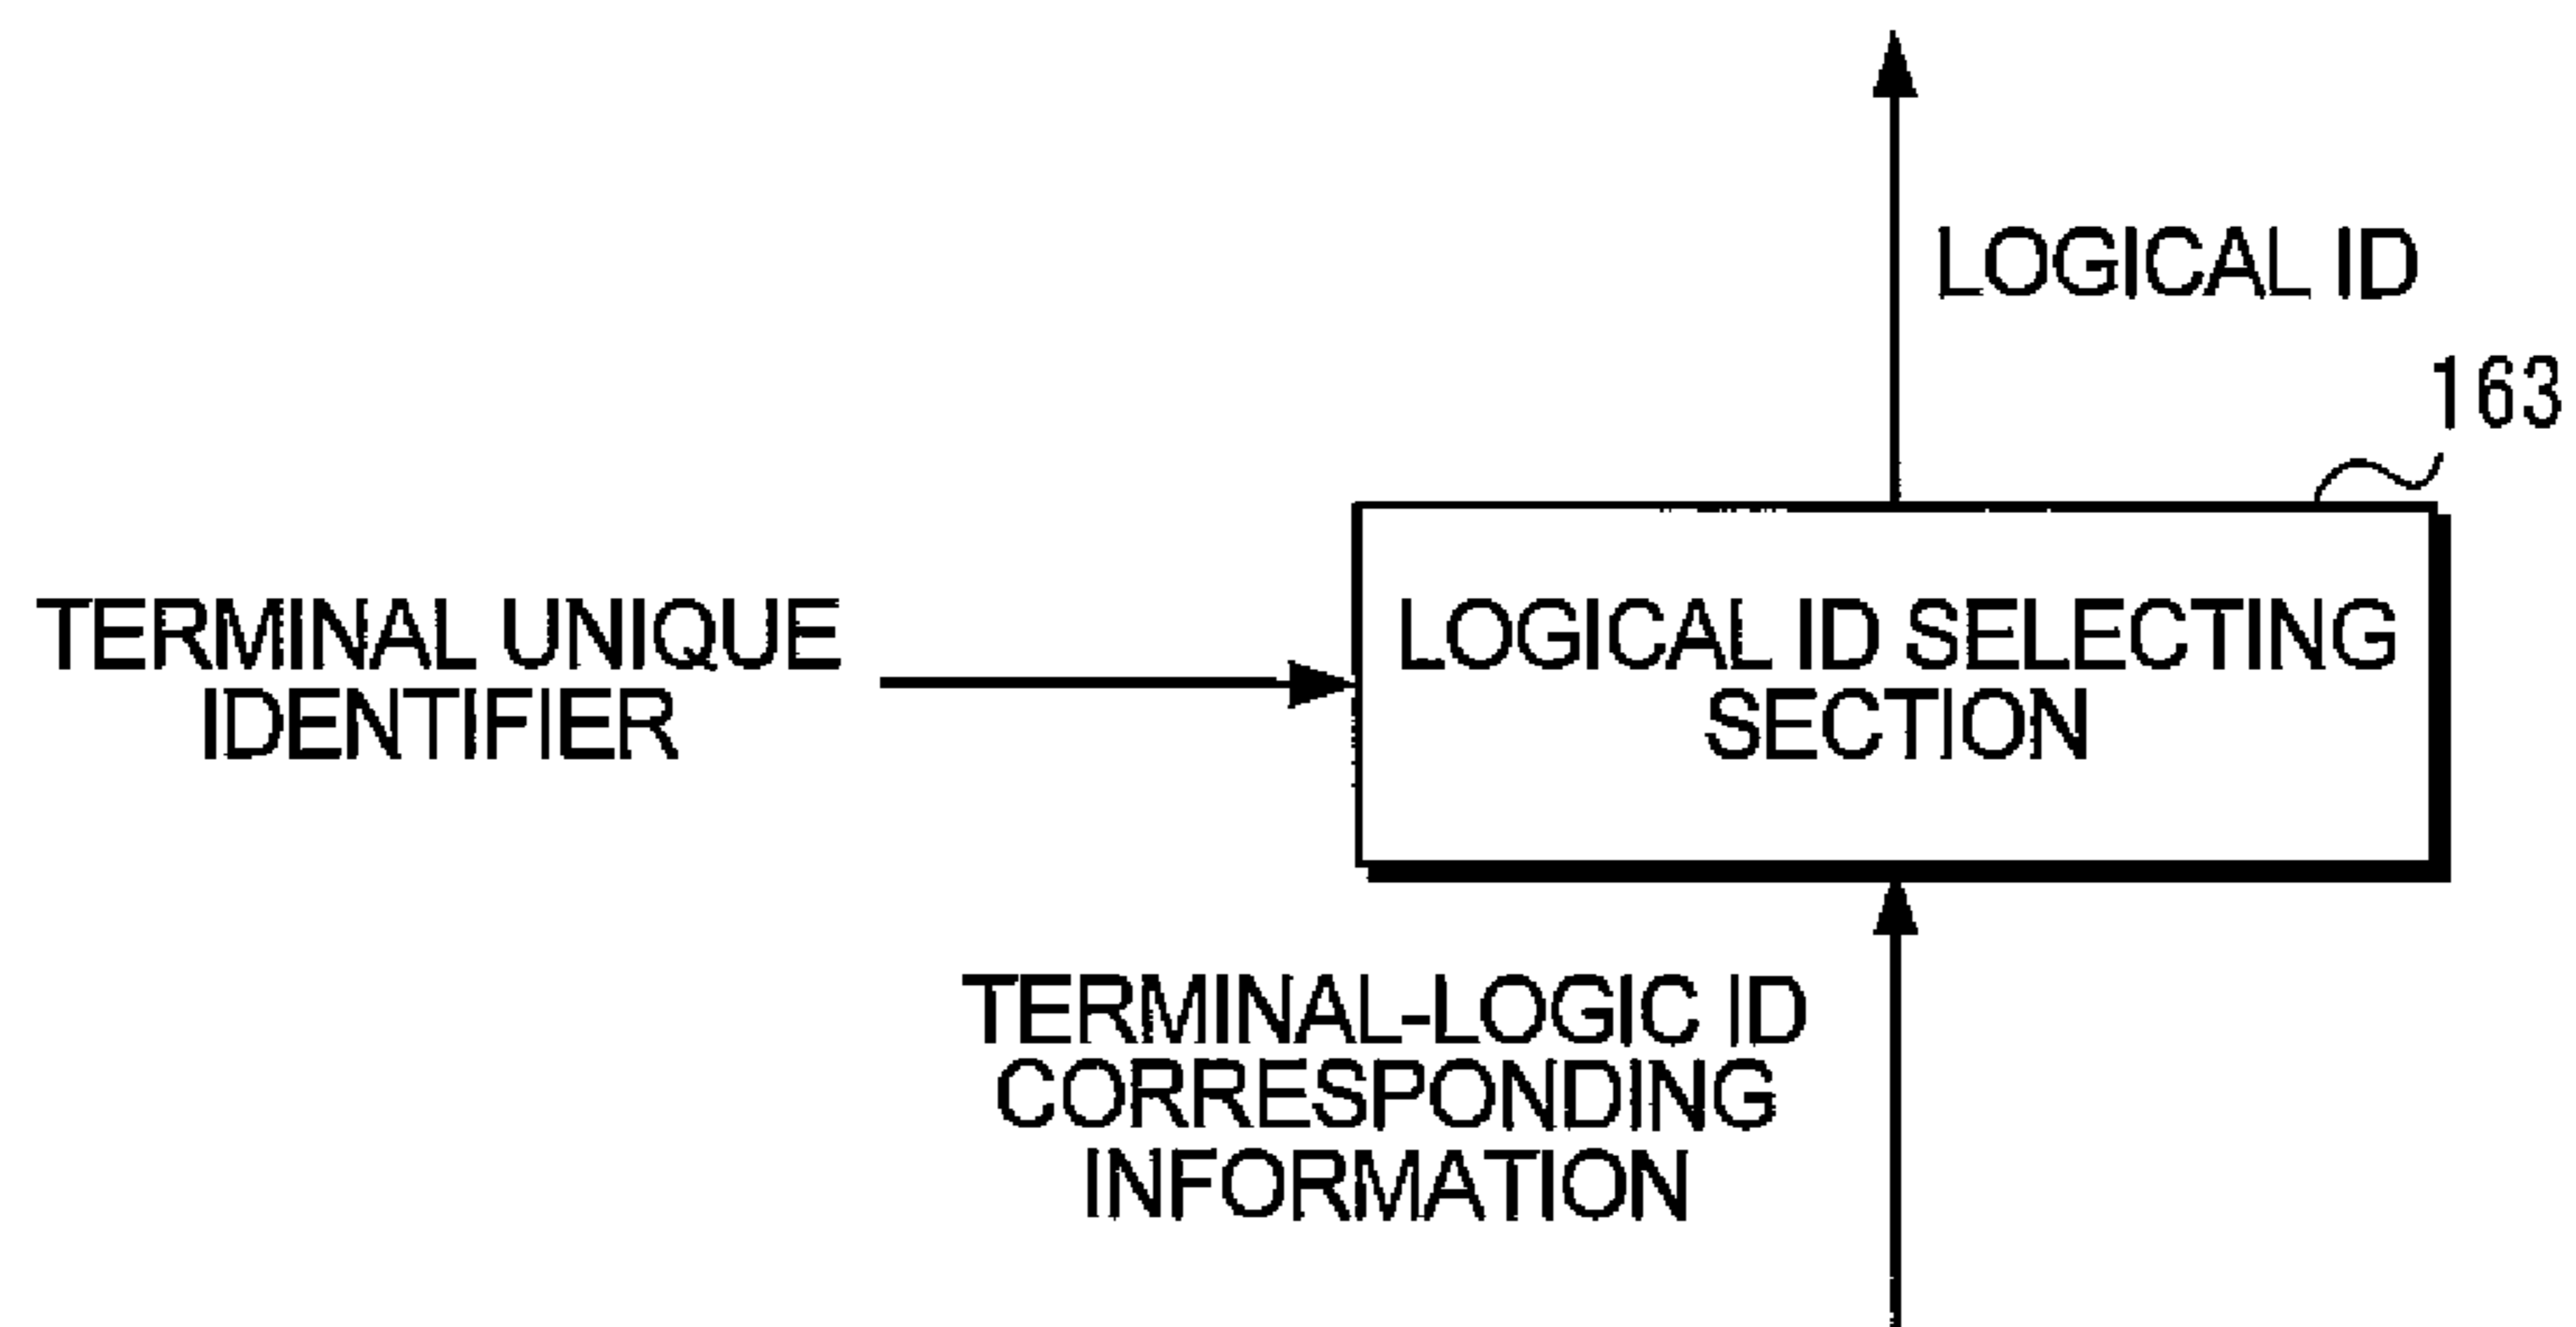 LOGICAL ID
163
TERMINAL UNIQUE
IDENTIFIER
LOGICAL ID SELECTING
SECTION
TERMINAL-LOGIC ID
CORRESPONDING
INFORMATION